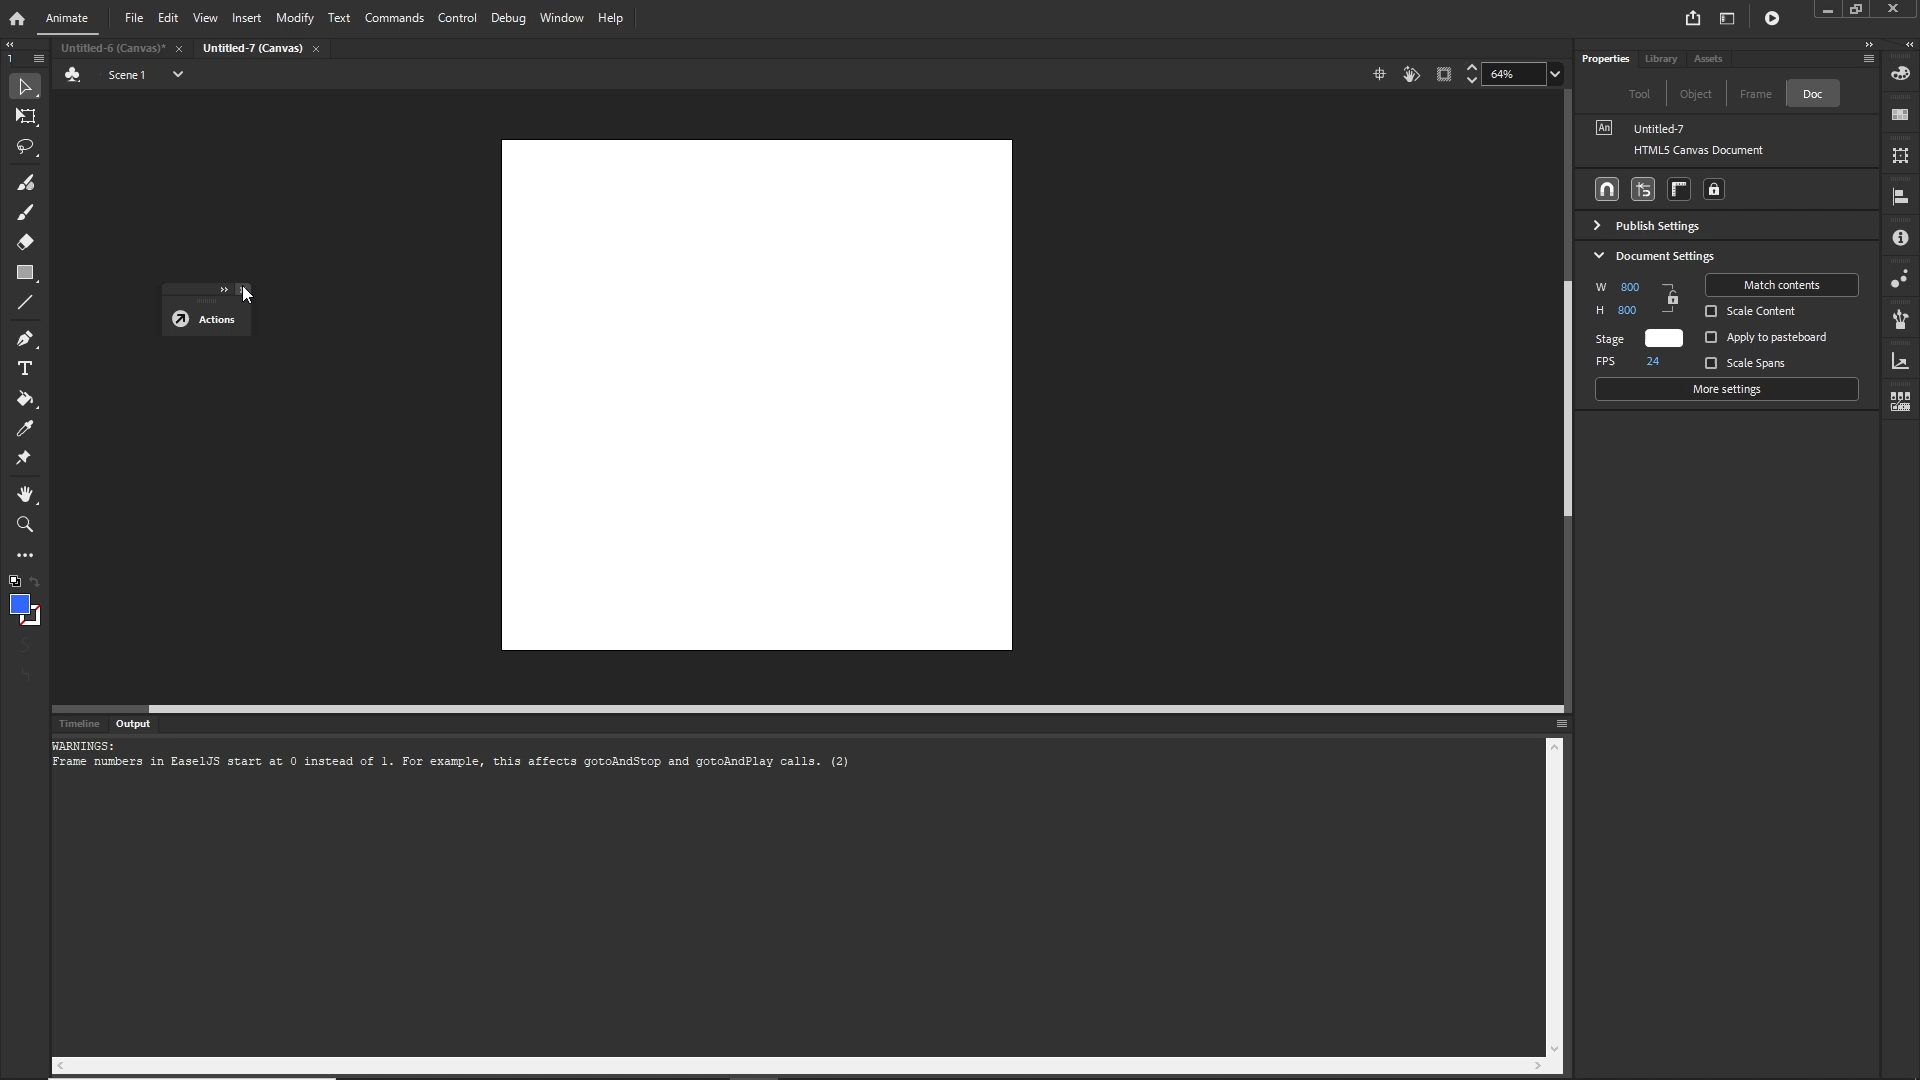 Animate File Edit View Insert Modify Text Commands Control Debug Window Help
Untitled-6 (Canvas)* Untitled-7 (Canvas)
Scene 1
64%
Actions
Timeline Output
WARNINGS:
Frame numbers in EaselJS start at 0 instead of 1. For example, this affects gotoAndStop and gotoAndPlay calls. (2)
Properties Library Assets
Tool Object Frame Doc
An Untitled-7
HTML5 Canvas Document
Publish Settings
Document Settings
W 800 Match contents
H 800 Scale Content
Stage Apply to pasteboard
FPS 24 Scale Spans
More settings